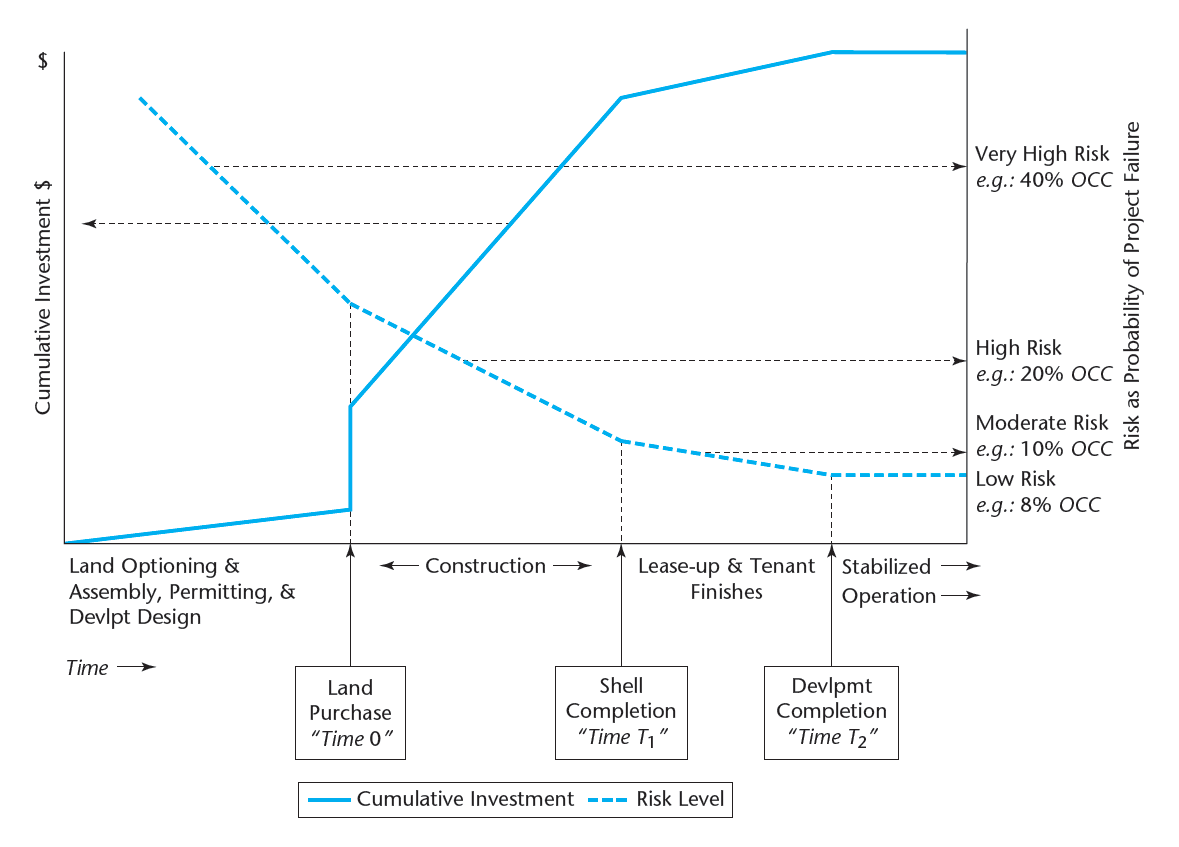 $
Cumulative Investment $
Very High Risk
e.g.: 40% OCC
High Risk
e.g.: 20% OCC
Moderate Risk
e.g.: 10% OCC
Low Risk
e.g.: 8% OCC
Risk as Probability of Project Failure
Land Optioning &
Assembly, Permitting, &
Devlpt Design
Construction
Lease-up & Tenant
Finishes
Stabilized
Operation
Time
Land
Purchase
“Time 0”
Shell
Completion
“Time T1”
Devlpmt
Completion
“Time T2”
Cumulative Investment
Risk Level